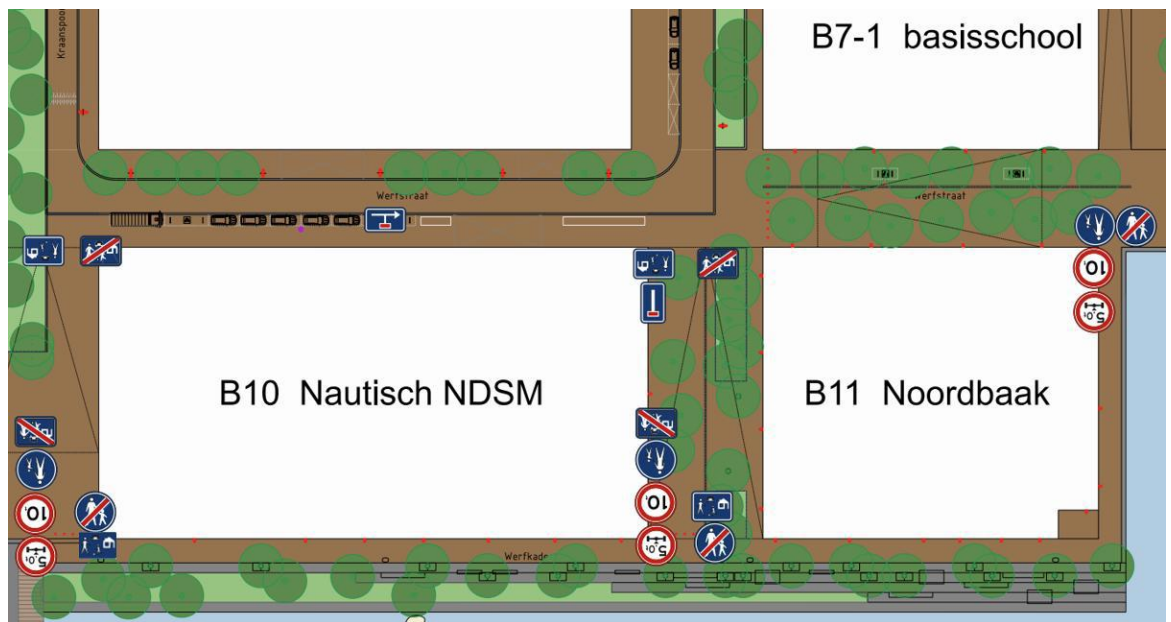 Kraanspoor
B7-1 basisschool
Werfstraat
Werfstraat
B10 Nautisch NDSM
B11 Noordbaak
10,
5,0t
10,
5,0t
10,
5,0t
Werfkade